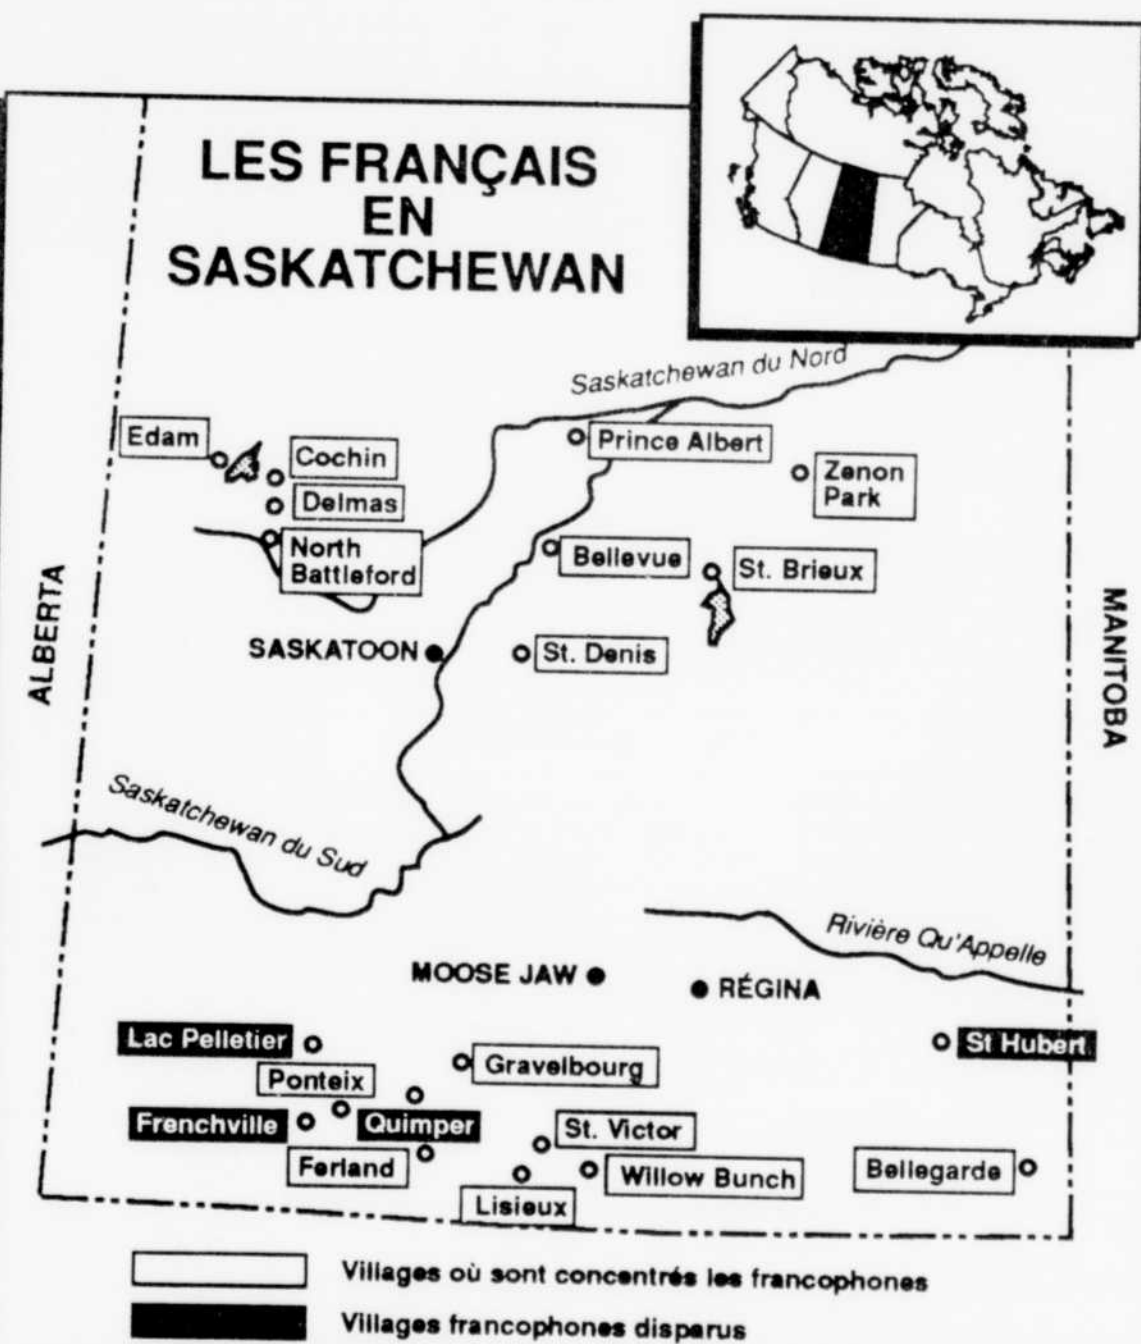 LES FRANÇAIS
EN
SASKATCHEWAN
Saskatchewan du Nord
Edam
Cochin
Delmas
North
Battleford
Prince Albert
Zenon
Park
Bellevue
St. Brieux
ALBERTA
SASKATOON
St. Denis
MANITOBA
Saskatchewan du Sud
Rivière Qu'Appelle
MOOSE JAW
RÉGINA
Lac Pelletier
St Hubert
Ponteix
Gravelbourg
Frenchville
Quimper
St. Victor
Ferland
Willow Bunch
Bellegarde
Lisieux
Villages où sont concentrés les francophones
Villages francophones disparus